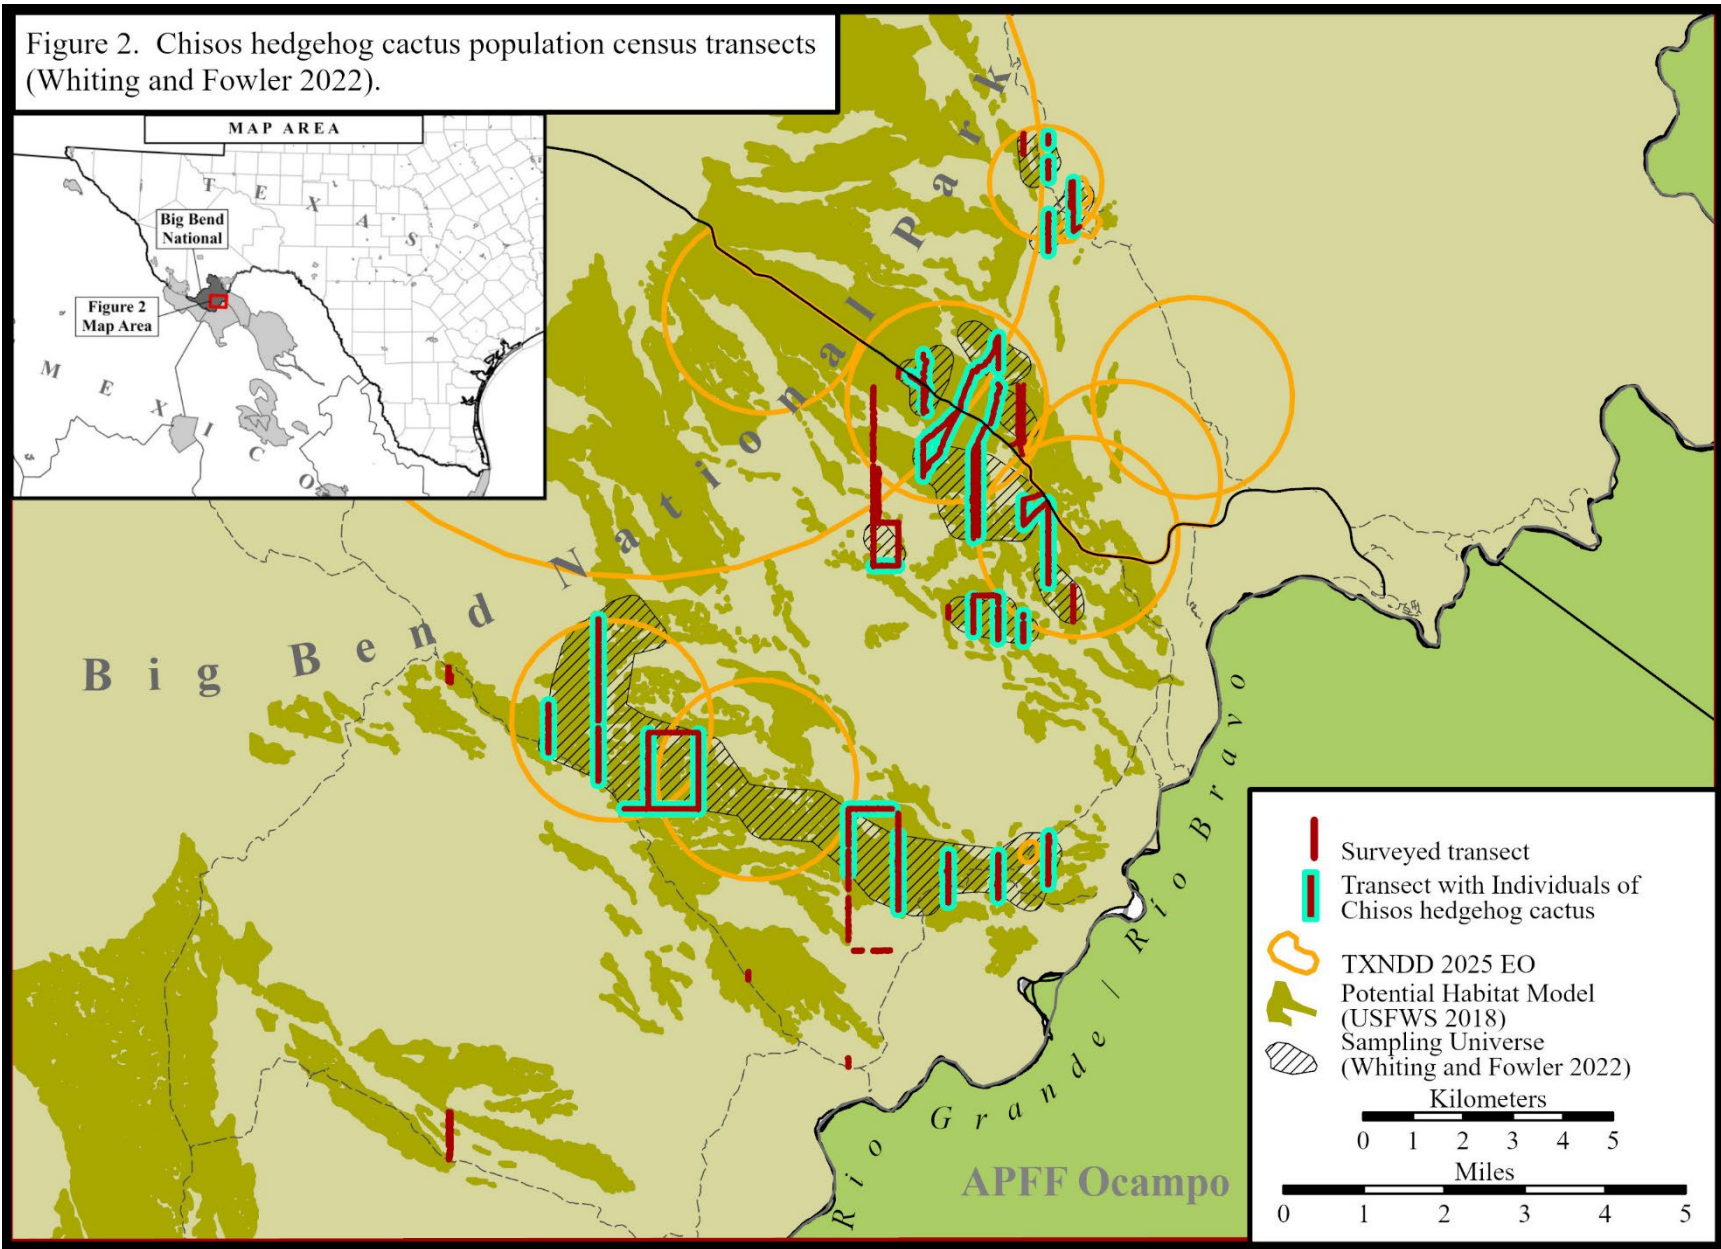 Figure 2. Chisos hedgehog cactus population census transects
(Whiting and Fowler 2022).
MAP AREA
TEXAS
Big Bend
National
Figure 2
Map Area
MEXICO
Big Bend National Park
Surveyed transect
Transect with Individuals of
Chisos hedgehog cactus
TXNDD 2025 EO
Potential Habitat Model
(USFWS 2018)
Sampling Universe
(Whiting and Fowler 2022)
Kilometers
0 1 2 3 4 5
Miles
0 1 2 3 4 5
Rio Grande / Rio Bravo
APFF Ocampo